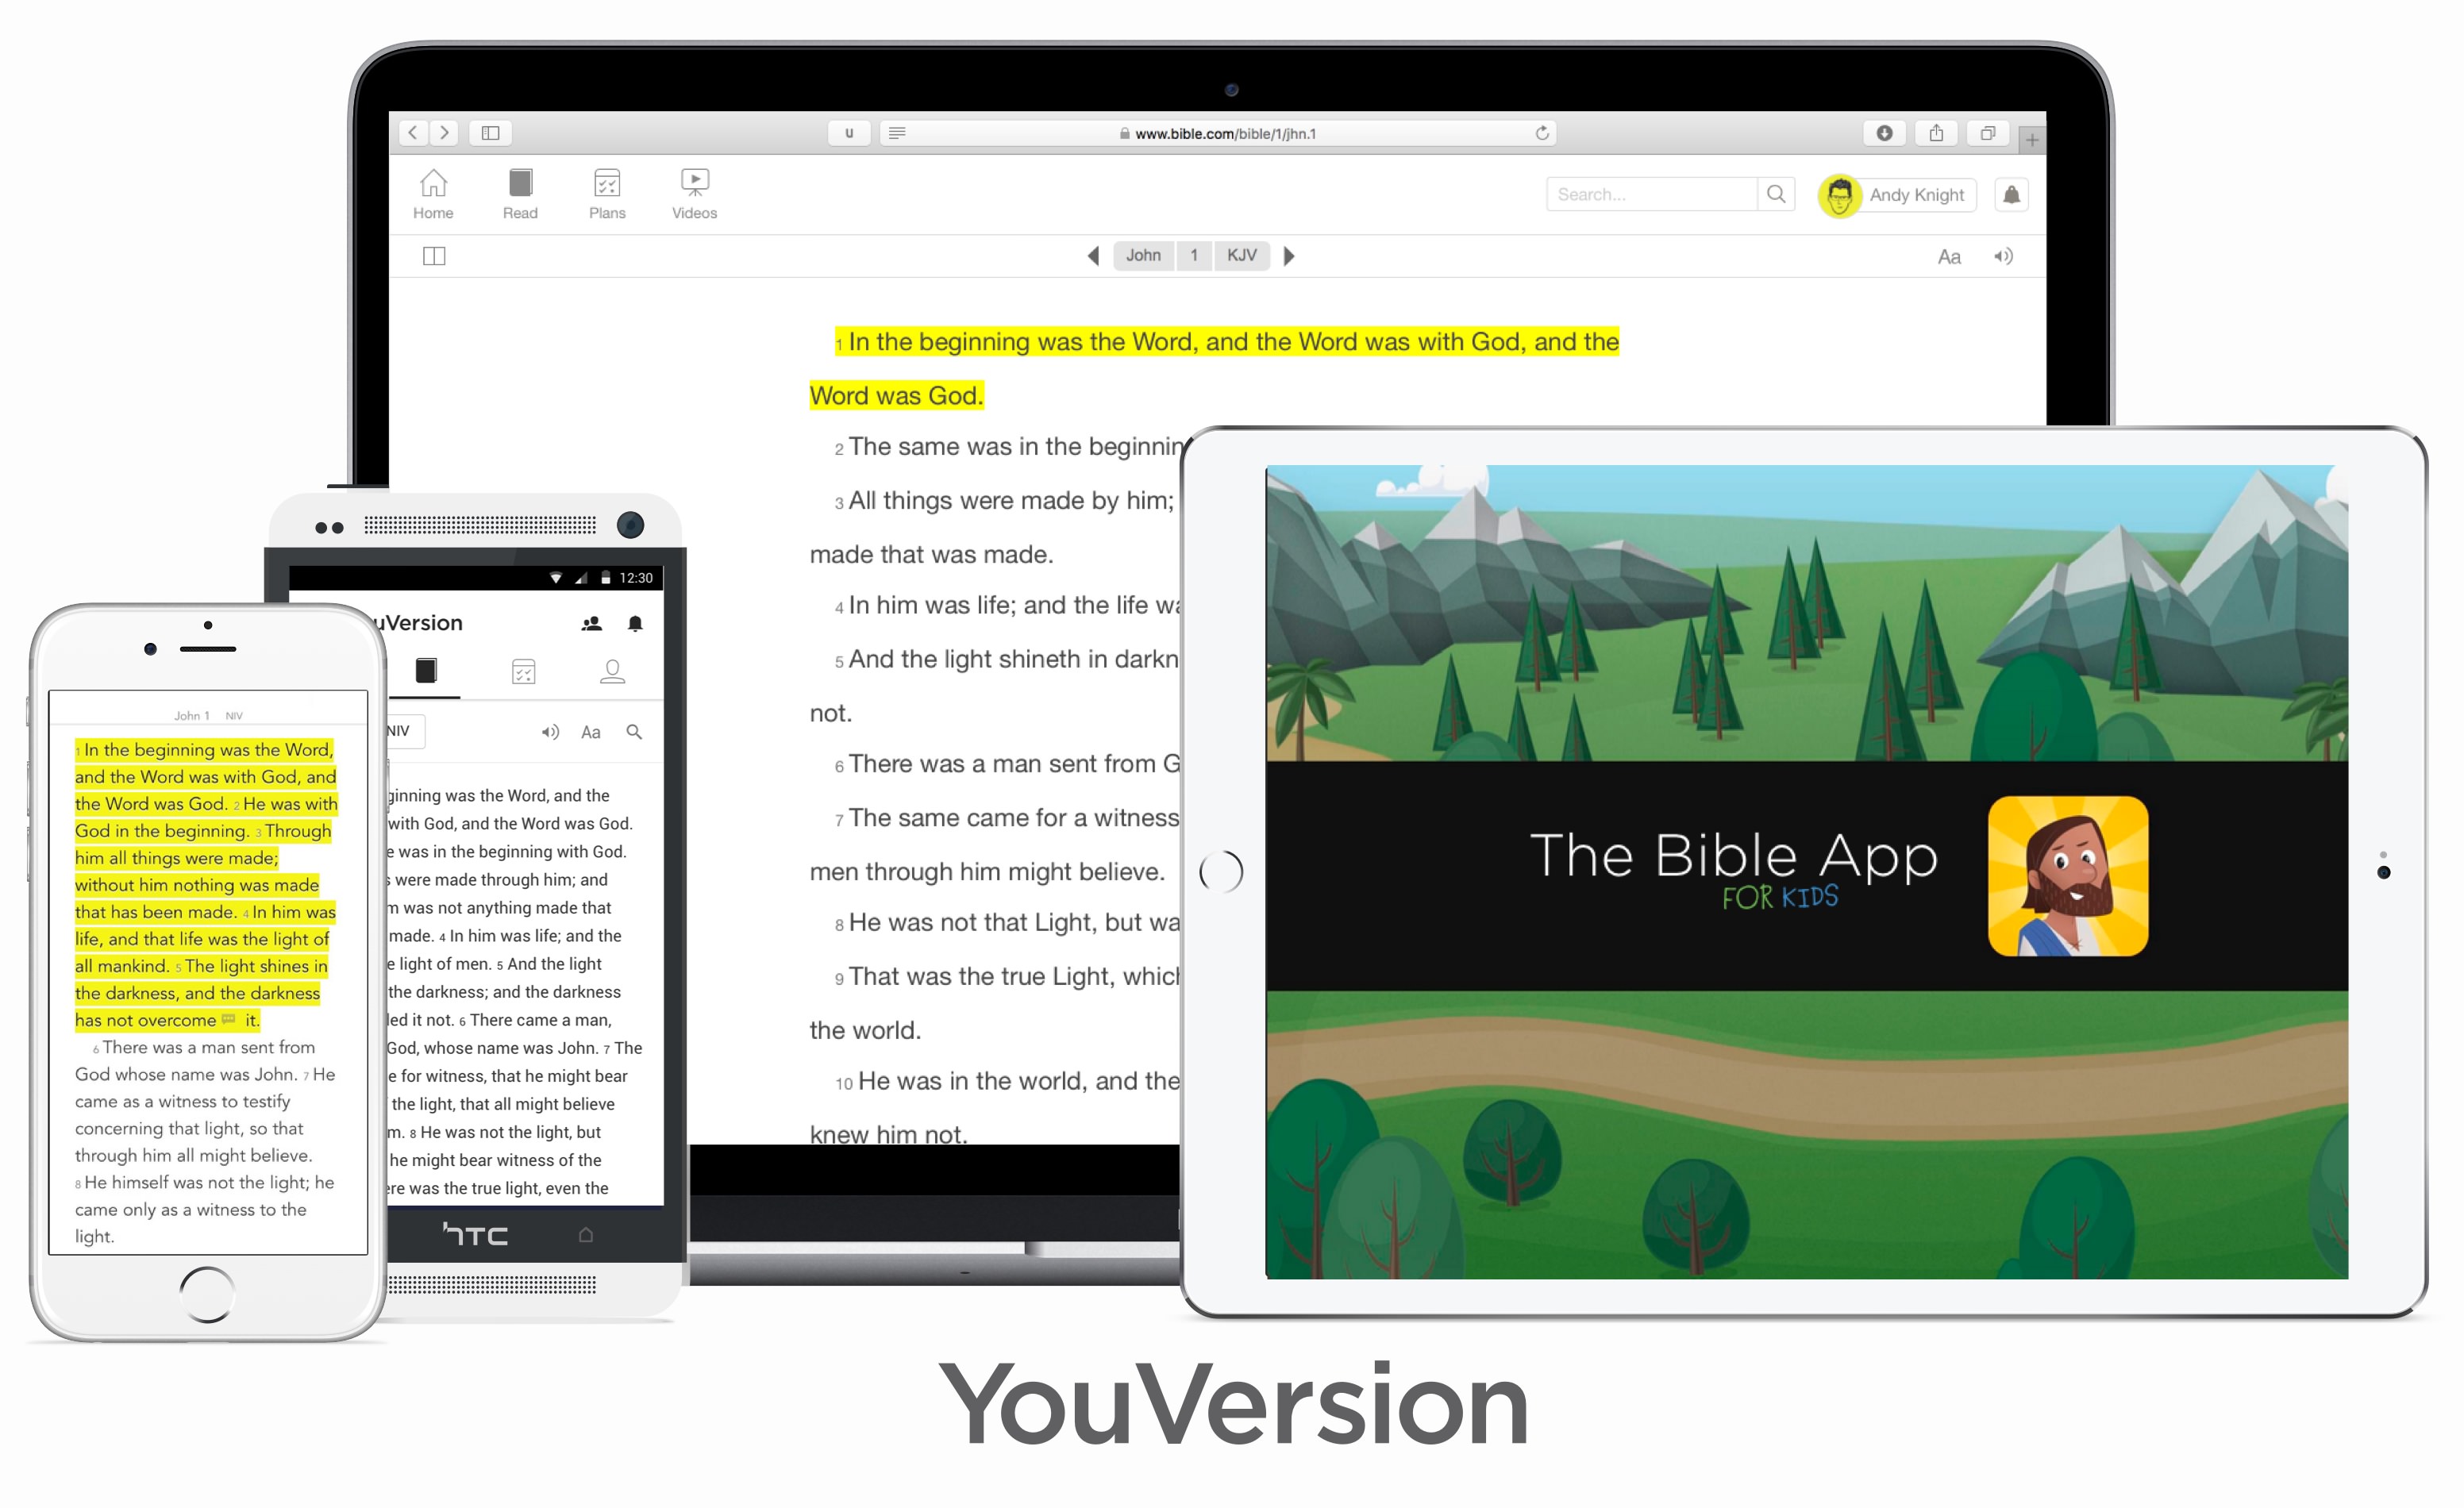 u
www.bible.com/bible/1/jhn.1
Home
Read
Plans
Videos
Search...
Andy Knight
John 1 KJV
Aa
1 In the beginning was the Word, and the Word was with God, and the
Word was God.
2 The same was in the
3 All things were made by him;
made that was made.
4 In him was life; and the life
5 And the light shineth in
not.
6 There was a man sent from
7 The same came for a witness
men through him might believe.
8 He was not that Light, but
9 That was the true Light,
the world.
10 He was in the world, and the
knew him not.
12:30
uVersion
NIV
Aa
ginning was the Word, and the
with God, and the Word was God.
e was in the beginning with God.
were made through him; and
m was not anything made that
made. 4 In him was life; and the
e light of men. 5 And the light
the darkness; and the darkness
ed it not. 6 There came a man,
God, whose name was John. 7 The
e for witness, that he might bear
the light, that all might believe
m. 8 He was not the light, but
he might bear witness of the
ere was the true light, even the
hTC
John 1 NIV
1 In the beginning was the Word,
and the Word was with God, and
the Word was God. 2 He was with
God in the beginning. 3 Through
him all things were made;
without him nothing was made
that has been made. 4 In him was
life, and that life was the light of
all mankind. 5 The light shines in
the darkness, and the darkness
has not overcome it.
6 There was a man sent from
God whose name was John. 7 He
came as a witness to testify
concerning that light, so that
through him all might believe.
8 He himself was not the light; he
came only as a witness to the
light.
The Bible App
FOR KIDS
YouVersion